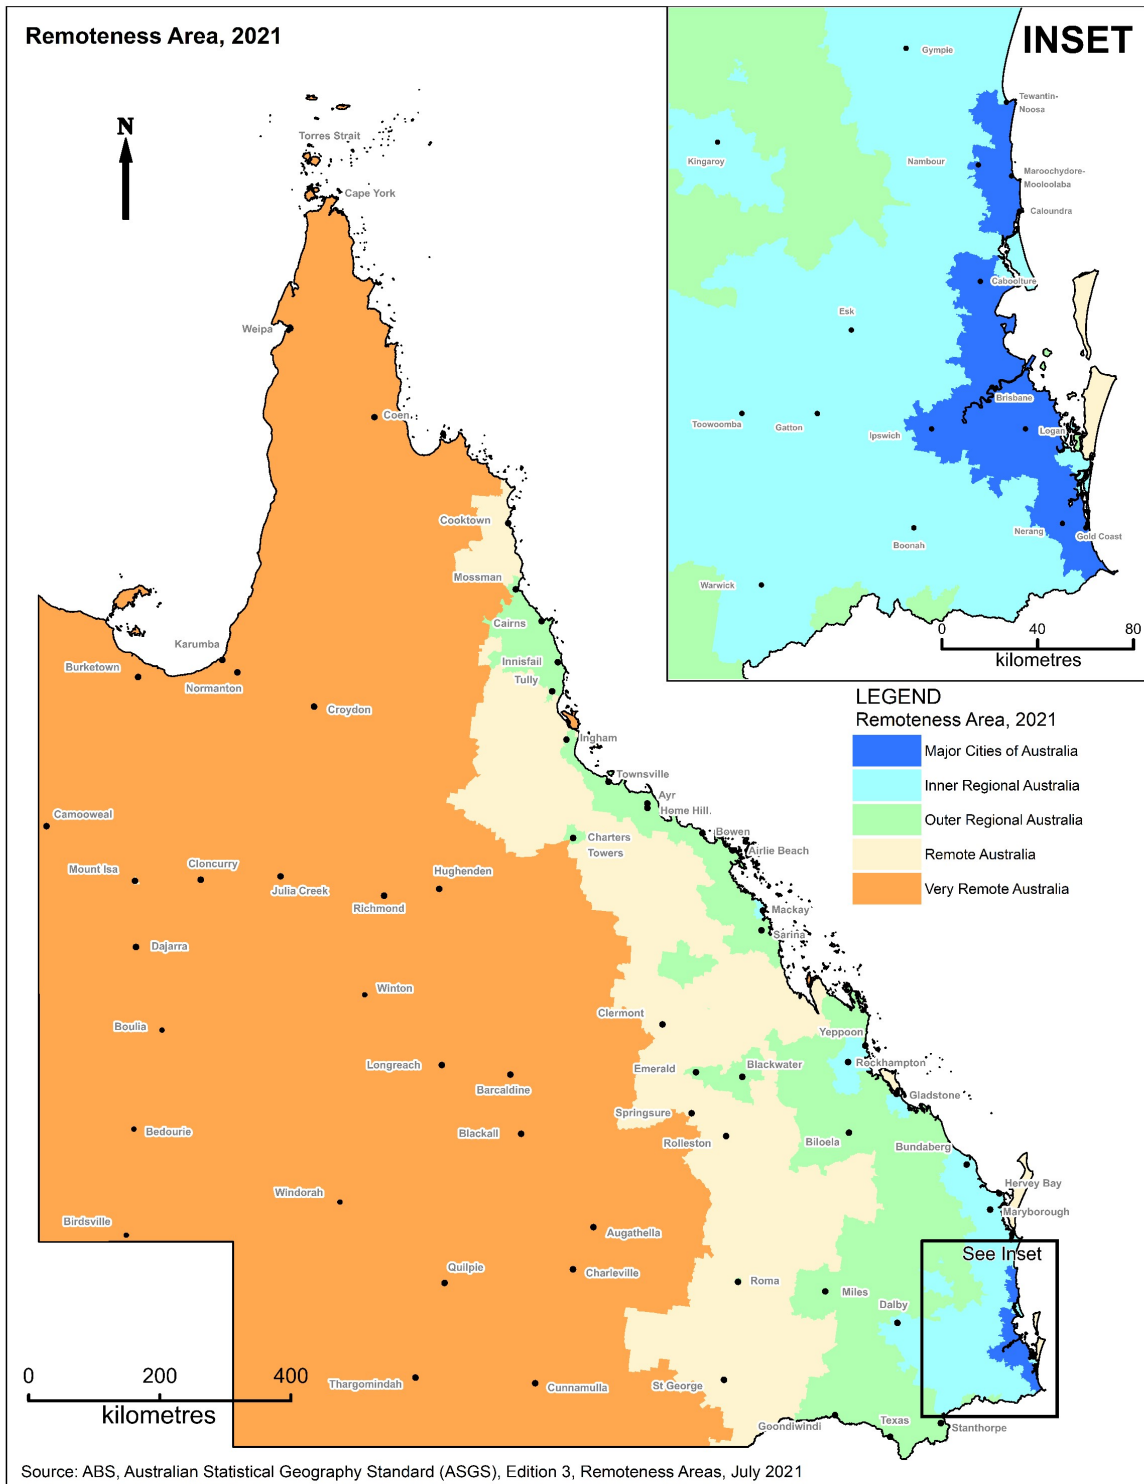 Remoteness Area, 2021
INSET
N
Torres Strait
Cape York
Weipa
Coen
Cooktown
Mossman
Cairns
Innisfail
Tully
Karumba
Burketown
Normanton
Croydon
Ingham
Townsville
Ayr
Home Hill
Bowen
Airlie Beach
Camooweal
Charters
Towers
Mount Isa
Cloncurry
Julia Creek
Richmond
Hughenden
Mackay
Sarina
Dajarra
Winton
Clermont
Boulia
Yeppoon
Longreach
Barcaldine
Emerald
Blackwater
Rockhampton
Gladstone
Springsure
Bedourie
Blackall
Rolleston
Biloela
Bundaberg
Windorah
Hervey Bay
Maryborough
Birdsville
Augathella
See Inset
Quilpie
Charleville
Roma
Miles
Dalby
Thargomindah
Cunnamulla
St George
Goondiwindi
Texas
Stanthorpe
0 200 400
kilometres
Gympie
Tewantin-
Noosa
Kingaroy
Nambour
Maroochydore-
Mooloolaba
Caloundra
Caboolture
Esk
Brisbane
Toowoomba
Gatton
Ipswich
Logan
Boonah
Nerang
Gold Coast
Warwick
0 40 80
kilometres
LEGEND
Remoteness Area, 2021
Major Cities of Australia
Inner Regional Australia
Outer Regional Australia
Remote Australia
Very Remote Australia
Source: ABS, Australian Statistical Geography Standard (ASGS), Edition 3, Remoteness Areas, July 2021